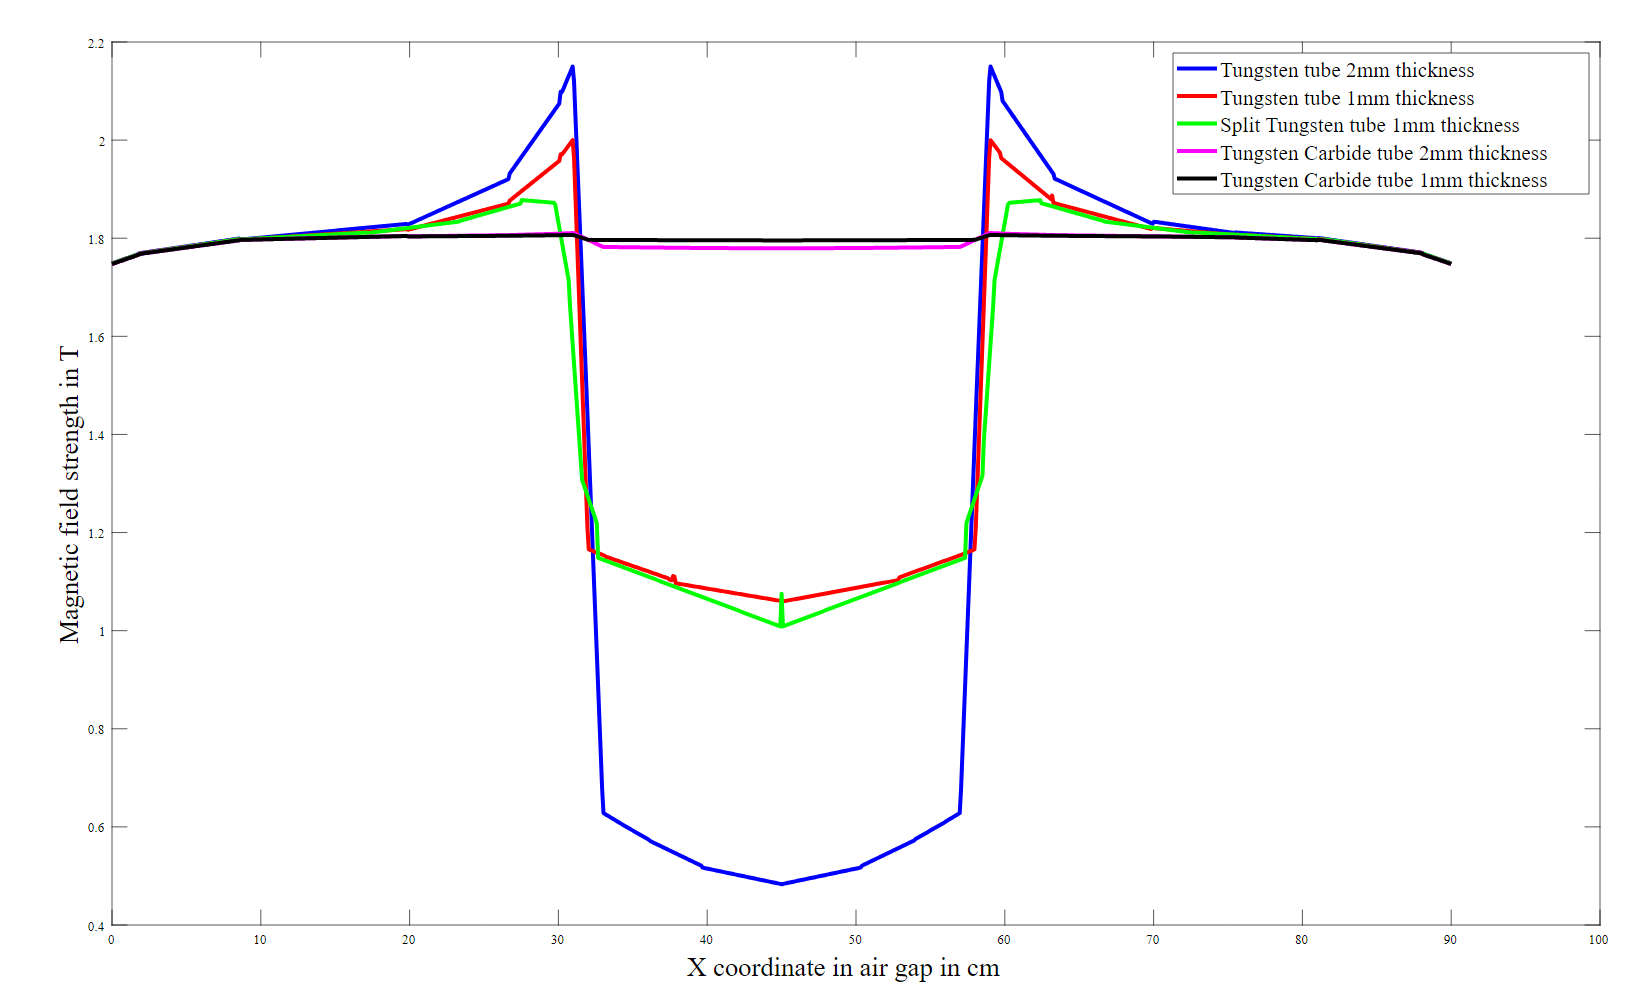 2.2
2
1.8
1.6
1.4
1.2
1
0.8
0.6
0.4
Magnetic field strength in T
Tungsten tube 2mm thickness
Tungsten tube 1mm thickness
Split Tungsten tube 1mm thickness
Tungsten Carbide tube 2mm thickness
Tungsten Carbide tube 1mm thickness
0 10 20 30 40 50 60 70 80 90 100
X coordinate in air gap in cm